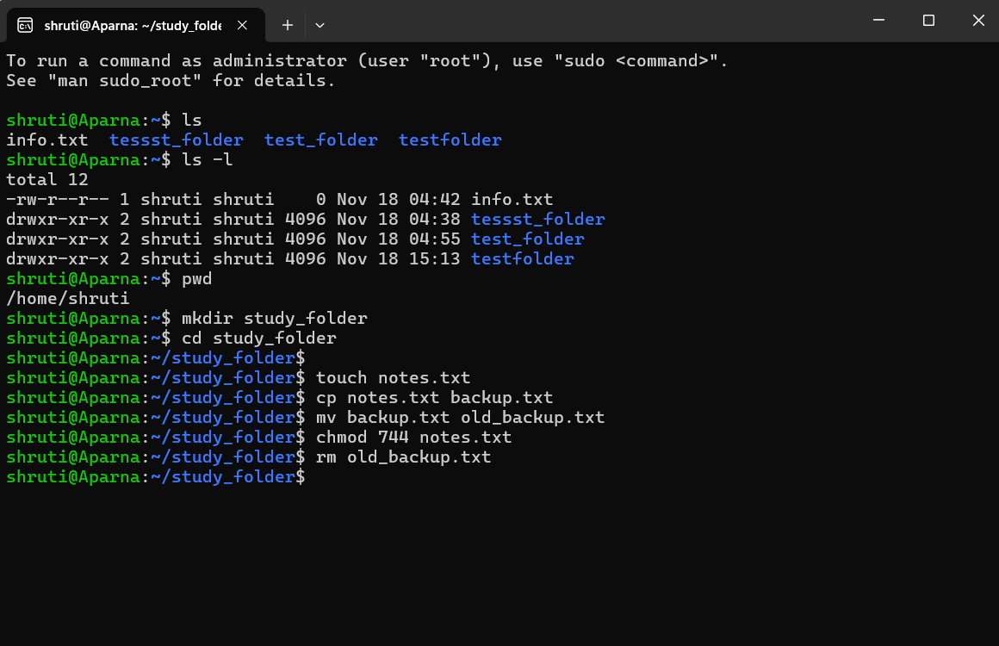 shruti@Aparna: ~/study_folde
To run a command as administrator (user "root"), use "sudo <command>".
See "man sudo_root" for details.
shruti@Aparna:~$ ls
info.txt  tessst_folder  test_folder  testfolder
shruti@Aparna:~$ ls -l
total 12
-rw-r--r-- 1 shruti shruti    0 Nov 18 04:42 info.txt
drwxr-xr-x 2 shruti shruti 4096 Nov 18 04:38 tessst_folder
drwxr-xr-x 2 shruti shruti 4096 Nov 18 04:55 test_folder
drwxr-xr-x 2 shruti shruti 4096 Nov 18 15:13 testfolder
shruti@Aparna:~$ pwd
/home/shruti
shruti@Aparna:~$ mkdir study_folder
shruti@Aparna:~$ cd study_folder
shruti@Aparna:~/study_folder$
shruti@Aparna:~/study_folder$ touch notes.txt
shruti@Aparna:~/study_folder$ cp notes.txt backup.txt
shruti@Aparna:~/study_folder$ mv backup.txt old_backup.txt
shruti@Aparna:~/study_folder$ chmod 744 notes.txt
shruti@Aparna:~/study_folder$ rm old_backup.txt
shruti@Aparna:~/study_folder$